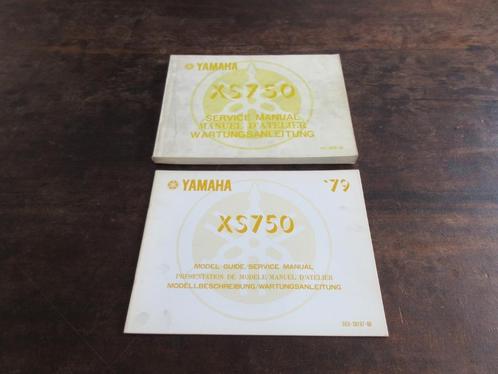 YAMAHA
XS750
SERVICE MANUAL
MANUEL D'ATELIER
WARTUNGSANLEITUNG
YAMAHA '79
XS750
MODEL GUIDE/SERVICE MANUAL
PRÉSENTATION DE MODELE/MANUEL D'ATELIER
MODELLBESCHREIBUNG/WARTUNGSANLEITUNG